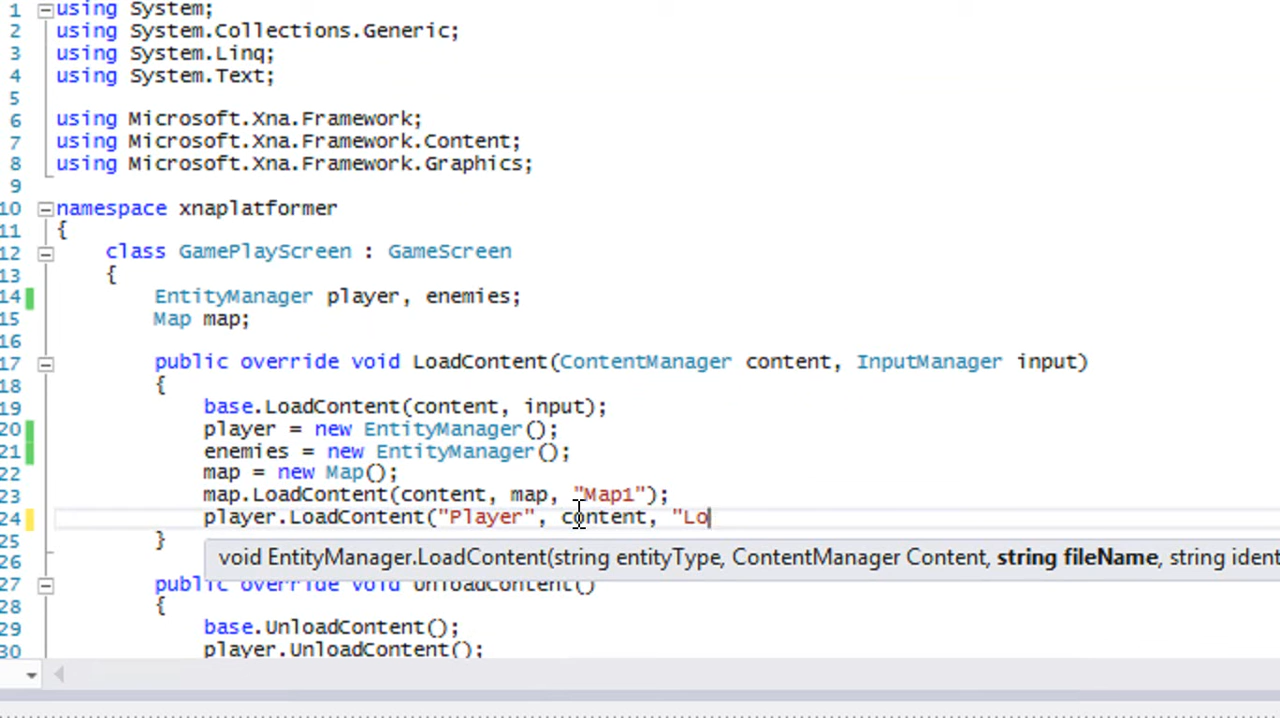 1 using System;
2 using System.Collections.Generic;
3 using System.Linq;
4 using System.Text;
5
6 using Microsoft.Xna.Framework;
7 using Microsoft.Xna.Framework.Content;
8 using Microsoft.Xna.Framework.Graphics;
9
10 namespace xnaplatformer
11 {
12 class GamePlayScreen : GameScreen
13 {
14 EntityManager player, enemies;
15 Map map;
16
17 public override void LoadContent(ContentManager content, InputManager input)
18 {
19 base.LoadContent(content, input);
20 player = new EntityManager();
21 enemies = new EntityManager();
22 map = new Map();
23 map.LoadContent(content, map, "Map1");
24 player.LoadContent("Player", content, "Lo
25 }
26 void EntityManager.LoadContent(string entityType, ContentManager Content, string fileName, string ident
27 public override void UnloadContent()
28 {
29 base.UnloadContent();
30 player.UnloadContent();